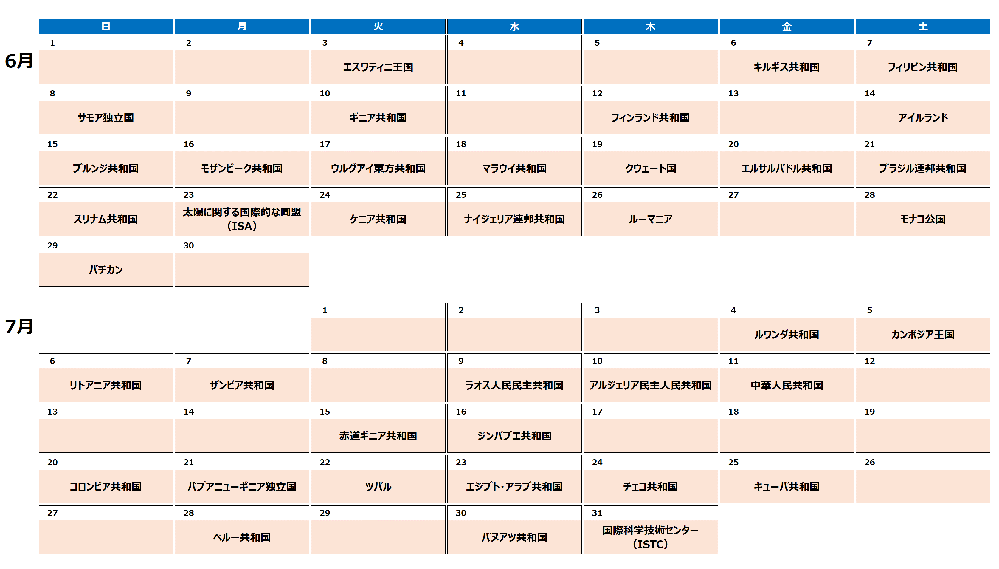 日 月 火 水 木 金 土
6月
1 2 3 4 5 6 7
エスワティニ王国 キルギス共和国 フィリピン共和国
8 9 10 11 12 13 14
サモア独立国 ギニア共和国 フィンランド共和国 アイルランド
15 16 17 18 19 20 21
ブルンジ共和国 モザンビーク共和国 ウルグアイ東方共和国 マラウイ共和国 クウェート国 エルサルバドル共和国 ブラジル連邦共和国
22 23 24 25 26 27 28
スリナム共和国 太陽に関する国際的な同盟 ケニア共和国 ナイジェリア連邦共和国 ルーマニア モナコ公国
（ISA）
29 30
バチカン
7月
1 2 3 4 5
ルワンダ共和国 カンボジア王国
6 7 8 9 10 11 12
リトアニア共和国 ザンビア共和国 ラオス人民民主共和国 アルジェリア民主人民共和国 中華人民共和国
13 14 15 16 17 18 19
赤道ギニア共和国 ジンバブエ共和国
20 21 22 23 24 25 26
コロンビア共和国 パプアニューギニア独立国 ツバル エジプト・アラブ共和国 チェコ共和国 キューバ共和国
27 28 29 30 31
ペルー共和国 バヌアツ共和国 国際科学技術センター
（ISTC）